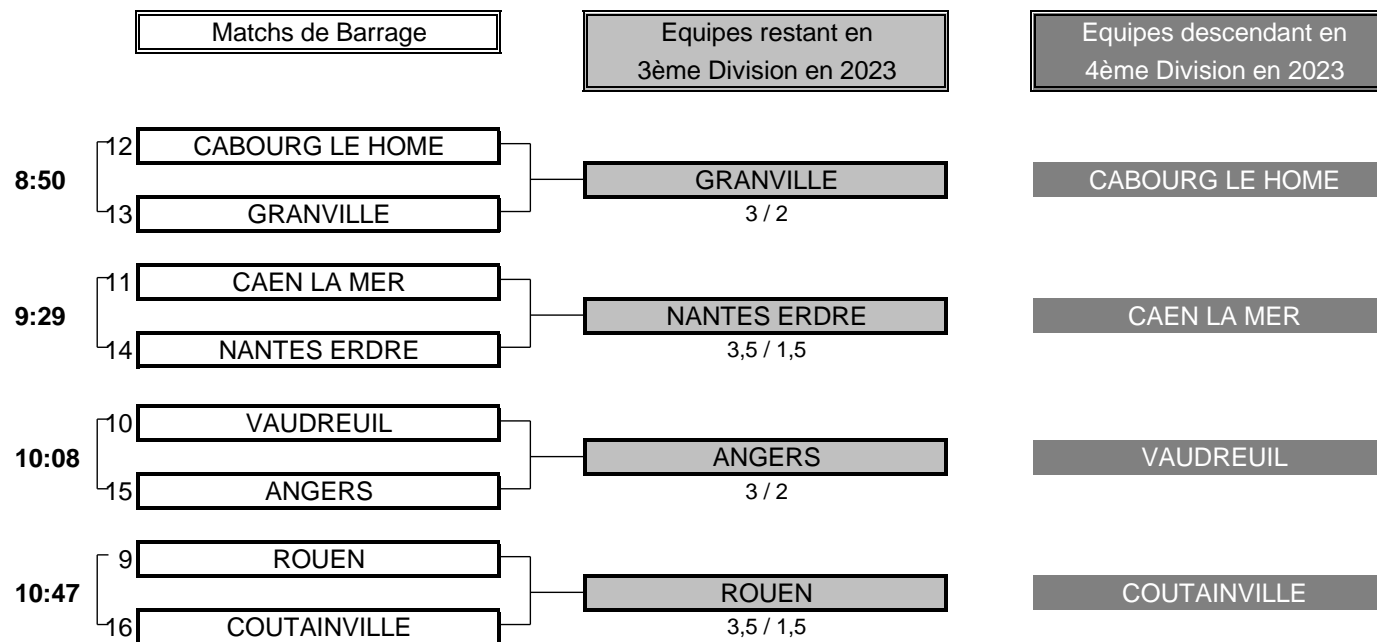 Matchs de Barrage
Equipes restant en
3ème Division en 2023
Equipes descendant en
4ème Division en 2023
8:50
12 CABOURG LE HOME
13 GRANVILLE
GRANVILLE
3 / 2
CABOURG LE HOME
9:29
11 CAEN LA MER
14 NANTES ERDRE
NANTES ERDRE
3,5 / 1,5
CAEN LA MER
10:08
10 VAUDREUIL
15 ANGERS
ANGERS
3 / 2
VAUDREUIL
10:47
9 ROUEN
16 COUTAINVILLE
ROUEN
3,5 / 1,5
COUTAINVILLE